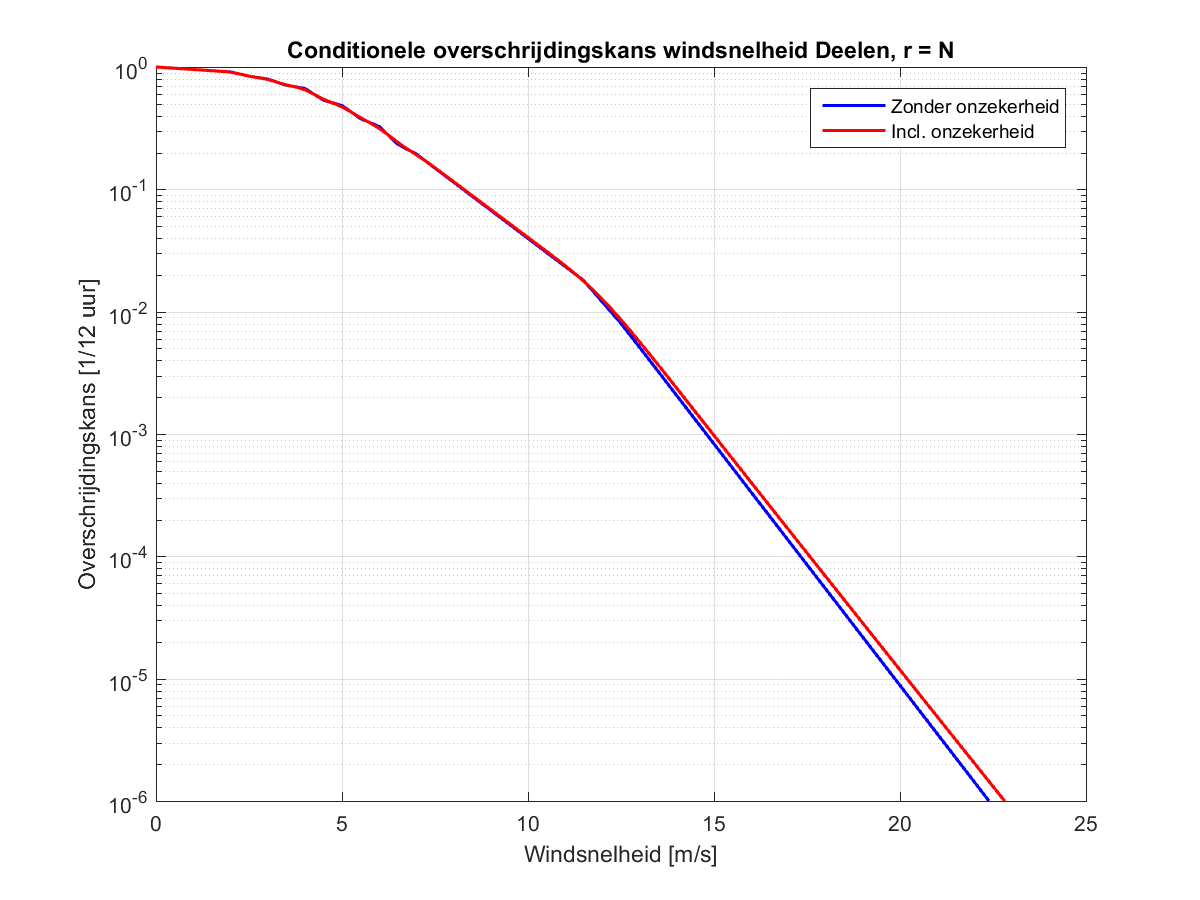 Conditionele overschrijdingskans windsnelheid Deelen, r = N
Zonder onzekerheid
Incl. onzekerheid
Overschrijdingskans [1/12 uur]
10^0
10^-1
10^-2
10^-3
10^-4
10^-5
10^-6
0 5 10 15 20 25
Windsnelheid [m/s]